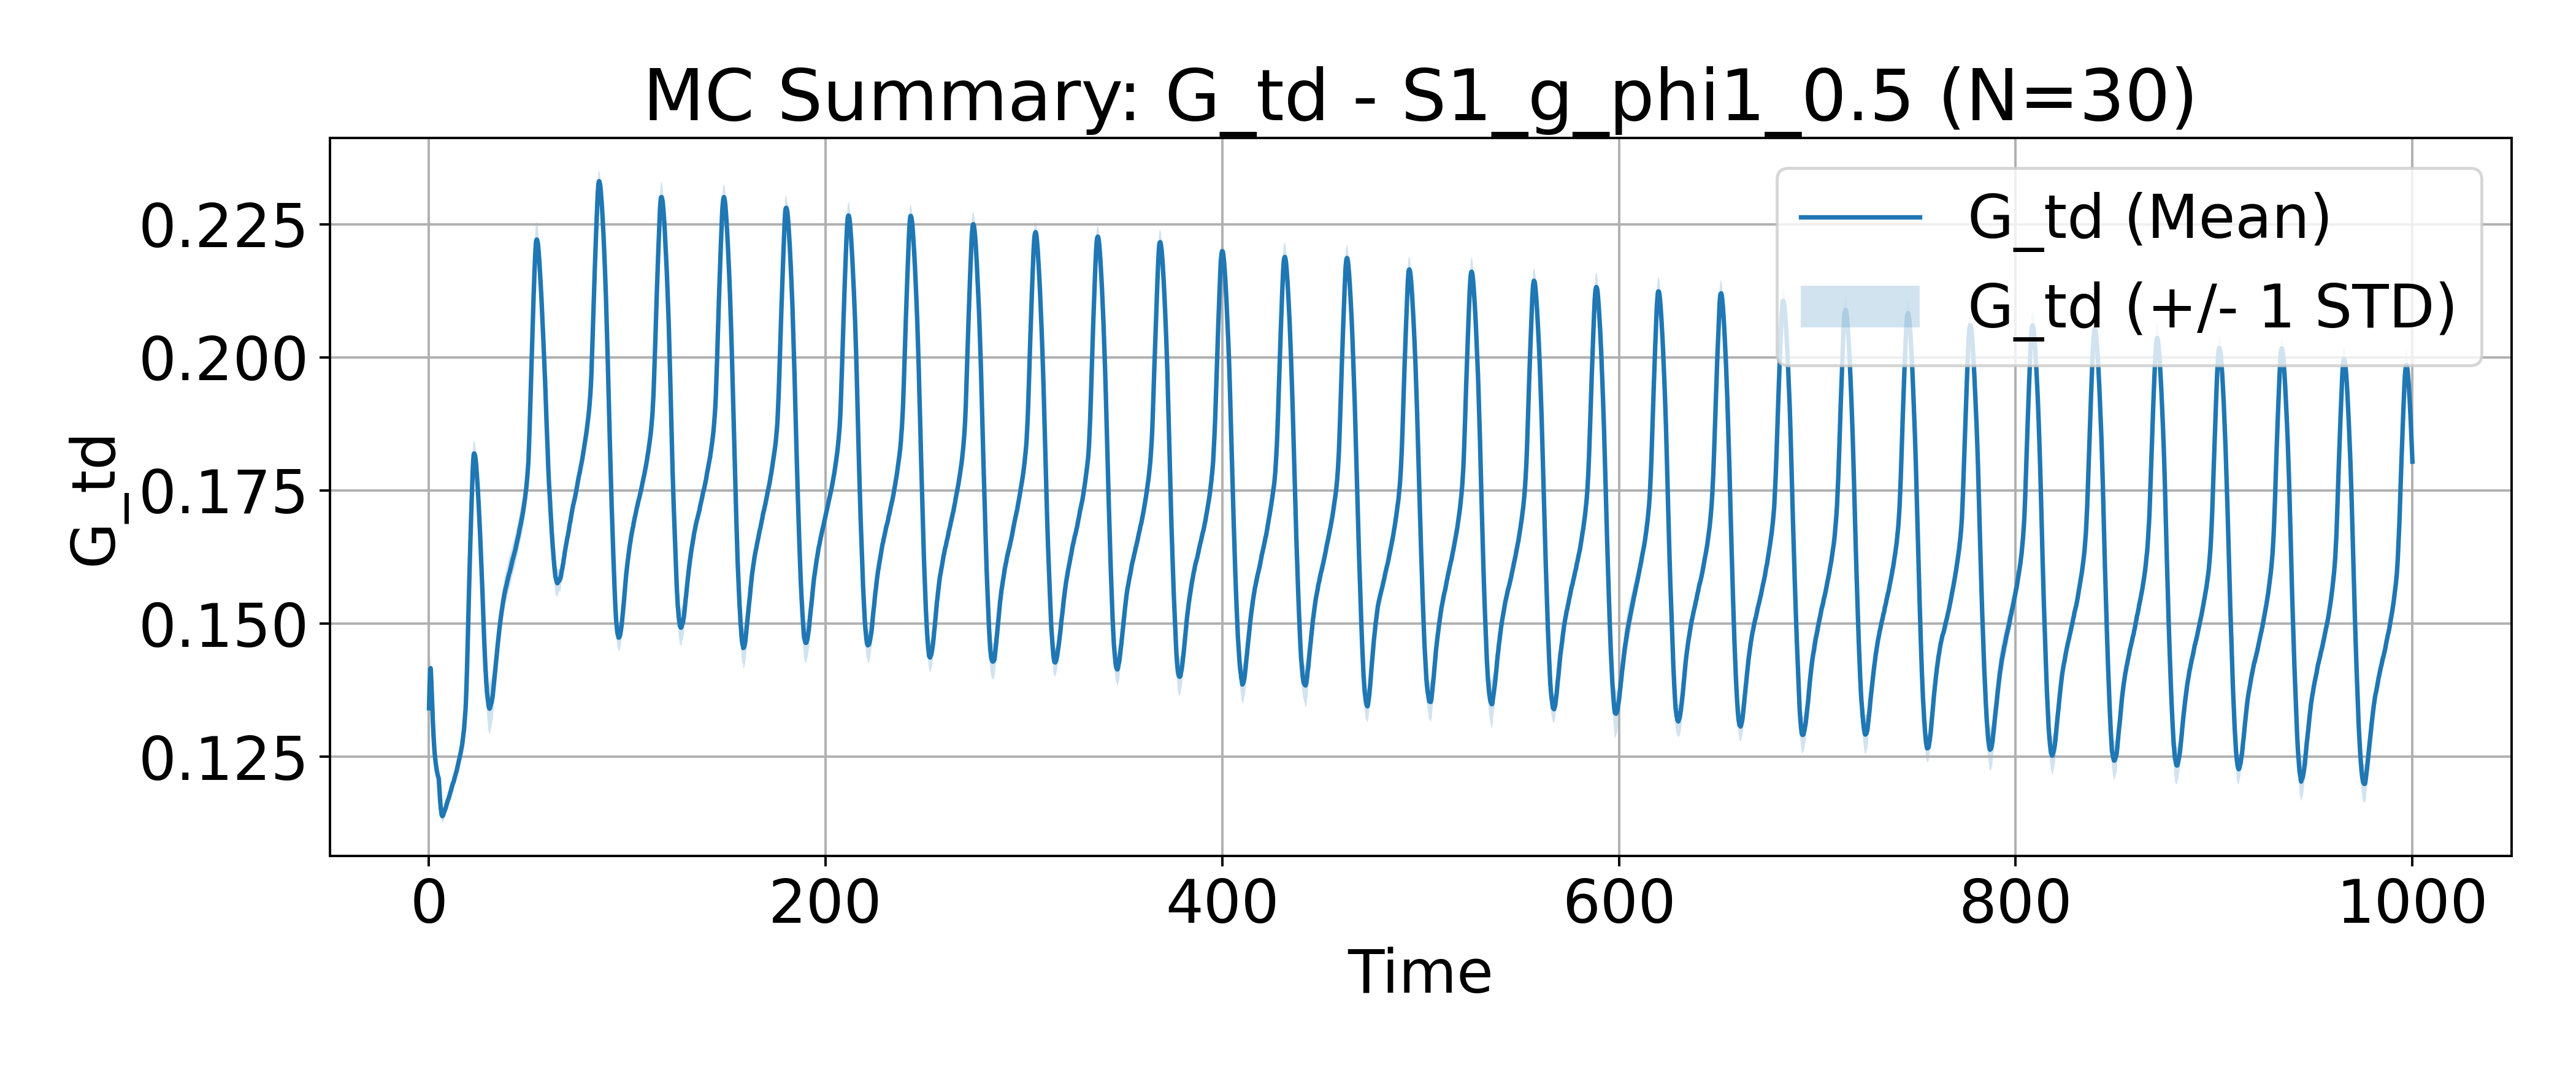 MC Summary: G_td - S1_g_phi1_0.5 (N=30)
G_td (Mean)
G_td (+/- 1 STD)
G_td
0.225
0.200
0.175
0.150
0.125
0 200 400 600 800 1000
Time